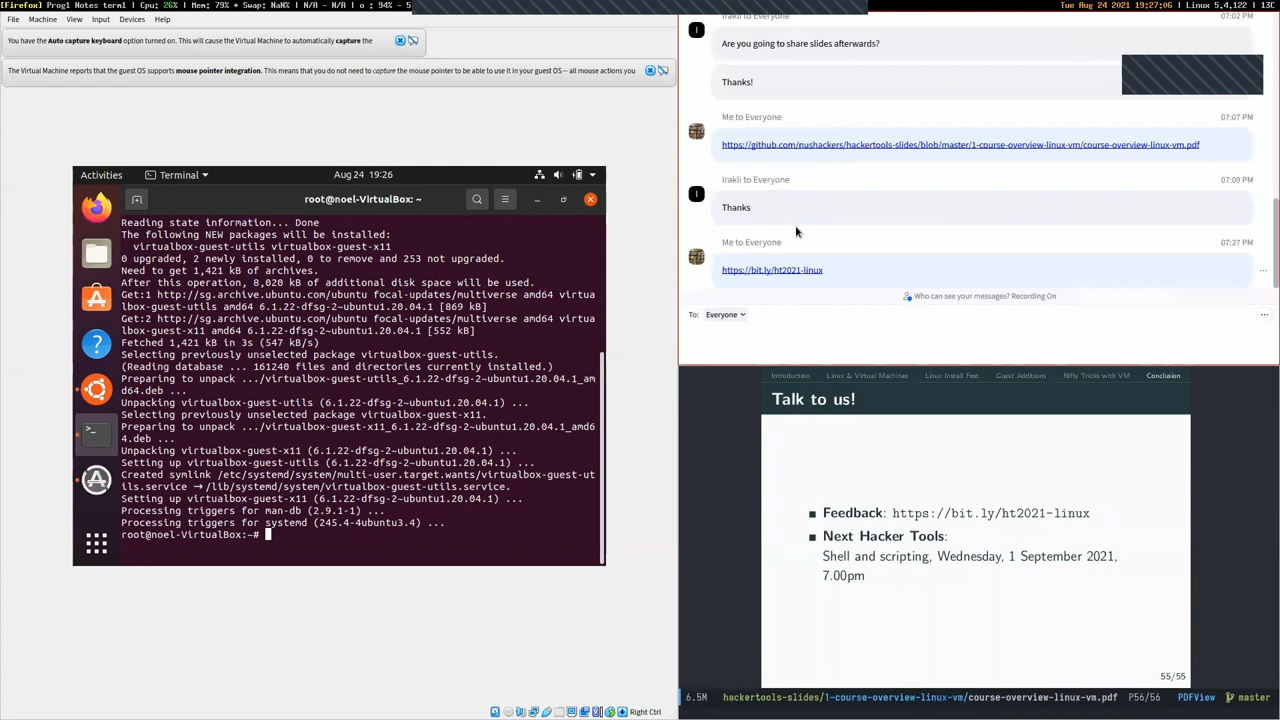 [Firefox] Prog1 Notes term1 | Cpu: 26% | Mem: 79% * Swap: NaN% | N/A - N/A | o : 94% - 5
Tue Aug 24 2021 19:27:06 | Linux 5.4.122 | 13C
File Machine View Input Devices Help
You have the Auto capture keyboard option turned on. This will cause the Virtual Machine to automatically capture the
The Virtual Machine reports that the guest OS supports mouse pointer integration. This means that you do not need to capture the mouse pointer to be able to use it in your guest OS -- all mouse actions you
Activities Terminal Aug 24 19:26
root@noel-VirtualBox: ~
Reading state information... Done
The following NEW packages will be installed:
virtualbox-guest-utils virtualbox-guest-x11
0 upgraded, 2 newly installed, 0 to remove and 253 not upgraded.
Need to get 1,421 kB of archives.
After this operation, 8,020 kB of additional disk space will be used.
Get:1 http://sg.archive.ubuntu.com/ubuntu focal-updates/multiverse amd64 virtua
lbox-guest-utils amd64 6.1.22-dfsg-2~ubuntu1.20.04.1 [869 kB]
Get:2 http://sg.archive.ubuntu.com/ubuntu focal-updates/multiverse amd64 virtua
lbox-guest-x11 amd64 6.1.22-dfsg-2~ubuntu1.20.04.1 [552 kB]
Fetched 1,421 kB in 3s (547 kB/s)
Selecting previously unselected package virtualbox-guest-utils.
(Reading database ... 161240 files and directories currently installed.)
Preparing to unpack .../virtualbox-guest-utils_6.1.22-dfsg-2~ubuntu1.20.04.1_am
d64.deb ...
Unpacking virtualbox-guest-utils (6.1.22-dfsg-2~ubuntu1.20.04.1) ...
Selecting previously unselected package virtualbox-guest-x11.
Preparing to unpack .../virtualbox-guest-x11_6.1.22-dfsg-2~ubuntu1.20.04.1_amd6
4.deb ...
Unpacking virtualbox-guest-x11 (6.1.22-dfsg-2~ubuntu1.20.04.1) ...
Setting up virtualbox-guest-utils (6.1.22-dfsg-2~ubuntu1.20.04.1) ...
Created symlink /etc/systemd/system/multi-user.target.wants/virtualbox-guest-ut
ils.service → /lib/systemd/system/virtualbox-guest-utils.service.
Setting up virtualbox-guest-x11 (6.1.22-dfsg-2~ubuntu1.20.04.1) ...
Processing triggers for man-db (2.9.1-1) ...
Processing triggers for systemd (245.4-4ubuntu3.4) ...
root@noel-VirtualBox:~#
Right Ctrl
Irakli to Everyone 07:02 PM
I
Are you going to share slides afterwards?
Thanks!
Me to Everyone 07:07 PM
https://github.com/nushackers/hackertools-slides/blob/master/1-course-overview-linux-vm/course-overview-linux-vm.pdf
Irakli to Everyone 07:09 PM
I
Thanks
Me to Everyone 07:27 PM
https://bit.ly/ht2021-linux
Who can see your messages? Recording On
To: Everyone
Introduction Linux & Virtual Machines Linux Install Fest Guest Additions Nifty Tricks with VM Conclusion
Talk to us!
Feedback: https://bit.ly/ht2021-linux
Next Hacker Tools:
Shell and scripting, Wednesday, 1 September 2021,
7.00pm
55/55
6.5M hackertools-slides/1-course-overview-linux-vm/course-overview-linux-vm.pdf P56/56 PDFView master